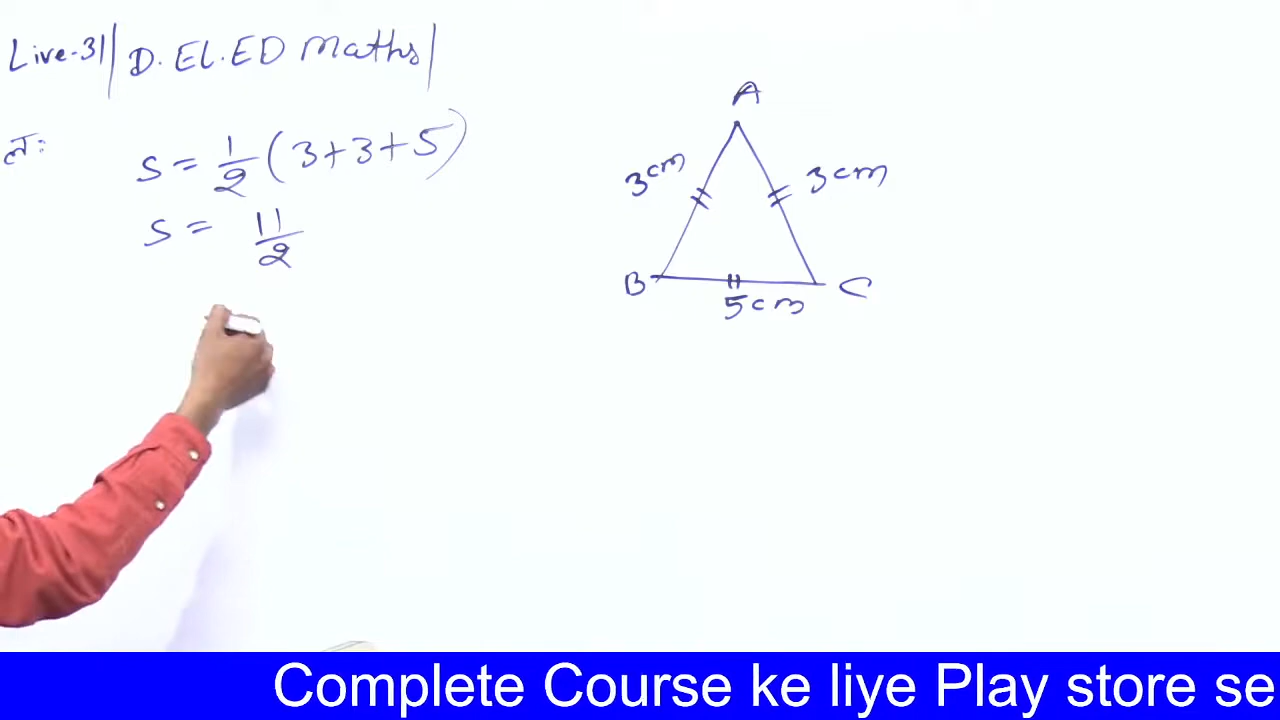 Live-31| D.EL.ED Maths|
ल:
S = 1/2 (3+3+5)
S = 11/2
A
3cm
3cm
B
C
5cm
Complete Course ke liye Play store se